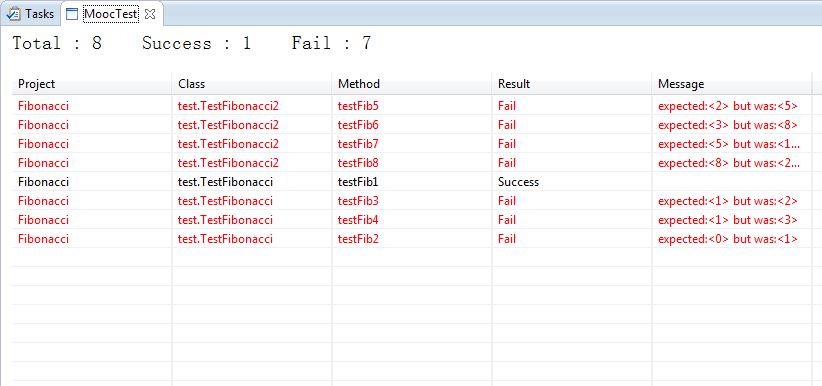 Tasks MoocTest
Total : 8 Success : 1 Fail : 7
Project Class Method Result Message
Fibonacci test.TestFibonacci2 testFib5 Fail expected:<2> but was:<5>
Fibonacci test.TestFibonacci2 testFib6 Fail expected:<3> but was:<8>
Fibonacci test.TestFibonacci2 testFib7 Fail expected:<5> but was:<1...
Fibonacci test.TestFibonacci2 testFib8 Fail expected:<8> but was:<2...
Fibonacci test.TestFibonacci testFib1 Success
Fibonacci test.TestFibonacci testFib3 Fail expected:<1> but was:<2>
Fibonacci test.TestFibonacci testFib4 Fail expected:<1> but was:<3>
Fibonacci test.TestFibonacci testFib2 Fail expected:<0> but was:<1>